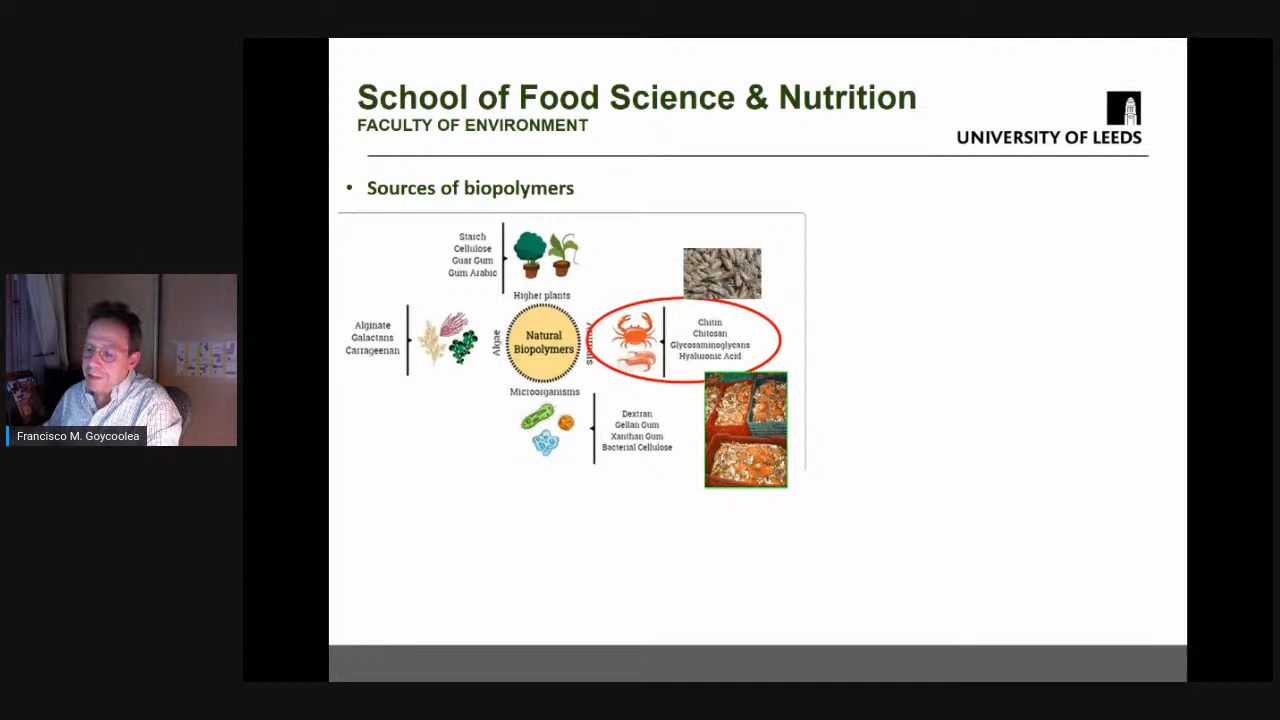 School of Food Science & Nutrition
FACULTY OF ENVIRONMENT
UNIVERSITY OF LEEDS
• Sources of biopolymers
Starch
Cellulose
Guar Gum
Gum Arabic
Higher plants
Alginate
Galactans
Carrageenan
Algae
Natural
Biopolymers
Animals
Chitin
Chitosan
Glycosaminoglycans
Hyaluronic Acid
Microorganisms
Dextran
Gellan Gum
Xanthan Gum
Bacterial Cellulose
Francisco M. Goycoolea